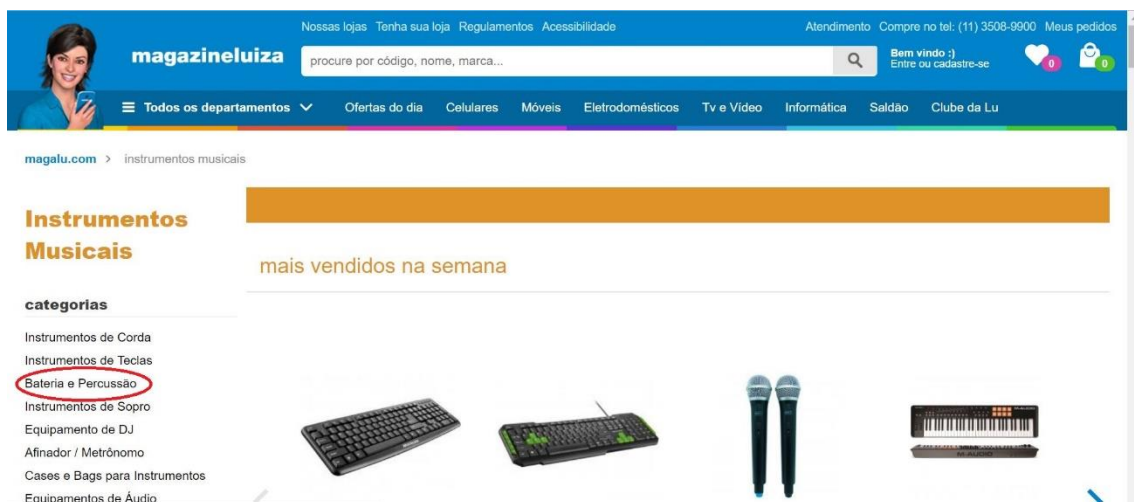 Nossas lojas Tenha sua loja Regulamentos Acessibilidade Atendimento Compre no tel: (11) 3508-9900 Meus pedidos
magazineluiza procure por código, nome, marca... Bem vindo :)
Entre ou cadastre-se 0 0
Todos os departamentos Ofertas do dia Celulares Móveis Eletrodomésticos Tv e Vídeo Informática Saldão Clube da Lu
magalu.com > instrumentos musicais
Instrumentos
Musicais
mais vendidos na semana
categorias
Instrumentos de Corda
Instrumentos de Teclas
Bateria e Percussão
Instrumentos de Sopro
Equipamento de DJ
Afinador / Metrônomo
Cases e Bags para Instrumentos
Equipamentos de Áudio
M-AUDIO